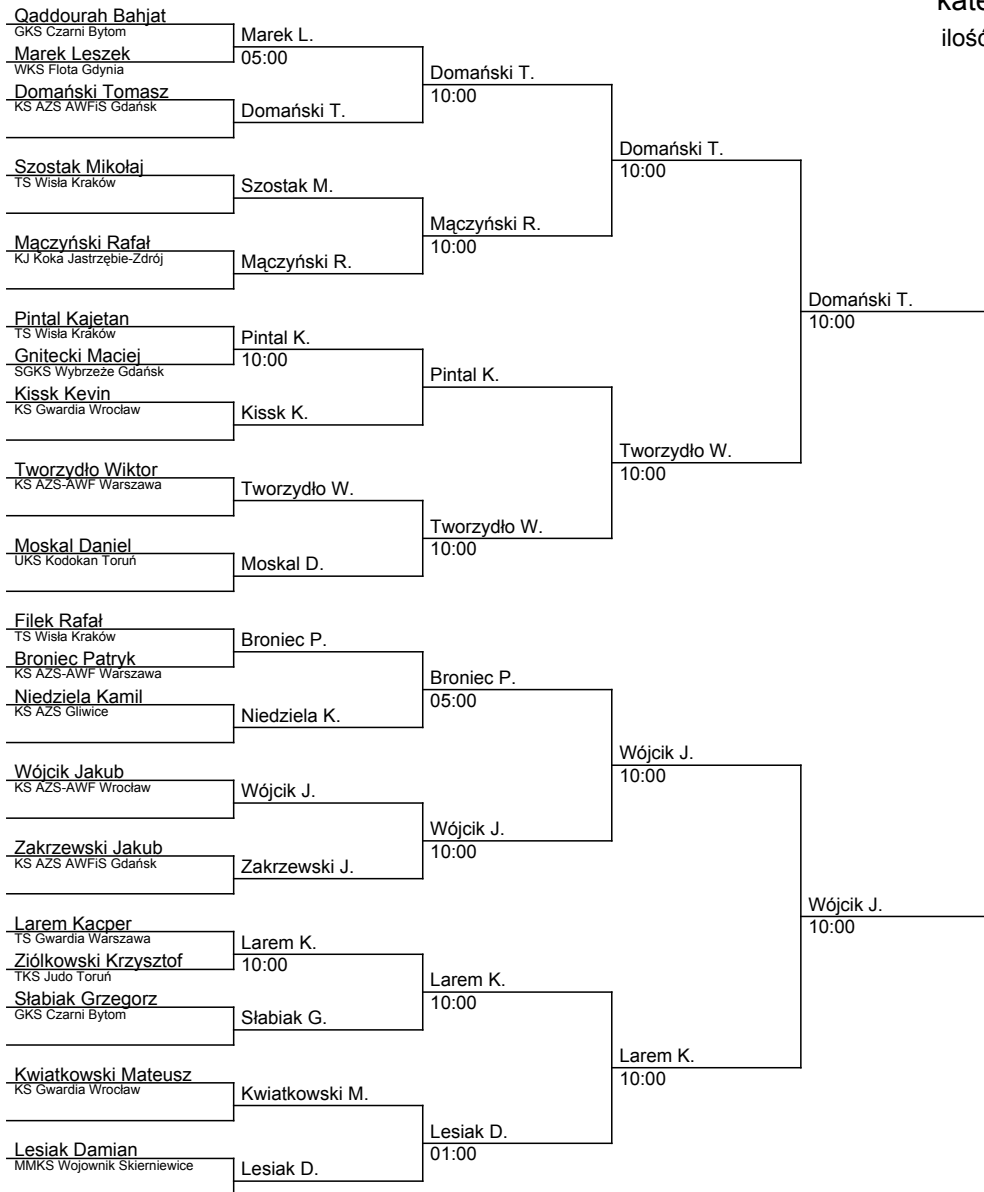 kate
ilość
Qaddourah Bahjat
GKS Czarni Bytom
Marek Leszek
WKS Flota Gdynia
Domański Tomasz
KS AZS AWFiS Gdańsk
Szostak Mikołaj
TS Wisła Kraków
Mączyński Rafał
KJ Koka Jastrzębie-Zdrój
Pintal Kajetan
TS Wisła Kraków
Gnitecki Maciej
SGKS Wybrzeże Gdańsk
Kissk Kevin
KS Gwardia Wrocław
Tworzydło Wiktor
KS AZS-AWF Warszawa
Moskal Daniel
UKS Kodokan Toruń
Filek Rafał
TS Wisła Kraków
Broniec Patryk
KS AZS-AWF Warszawa
Niedziela Kamil
KS AZS Gliwice
Wójcik Jakub
KS AZS-AWF Wrocław
Zakrzewski Jakub
KS AZS AWFiS Gdańsk
Larem Kacper
TS Gwardia Warszawa
Ziółkowski Krzysztof
TKS Judo Toruń
Słabiak Grzegorz
GKS Czarni Bytom
Kwiatkowski Mateusz
KS Gwardia Wrocław
Lesiak Damian
MMKS Wojownik Skierniewice
Marek L.
05:00
Domański T.
Szostak M.
Mączyński R.
Pintal K.
10:00
Kissk K.
Tworzydło W.
Moskal D.
Broniec P.
Niedziela K.
Wójcik J.
Zakrzewski J.
Larem K.
10:00
Słabiak G.
Kwiatkowski M.
Lesiak D.
Domański T.
10:00
Mączyński R.
10:00
Pintal K.
Tworzydło W.
10:00
Broniec P.
05:00
Wójcik J.
10:00
Larem K.
10:00
Lesiak D.
01:00
Domański T.
10:00
Tworzydło W.
10:00
Wójcik J.
10:00
Larem K.
10:00
Domański T.
10:00
Wójcik J.
10:00